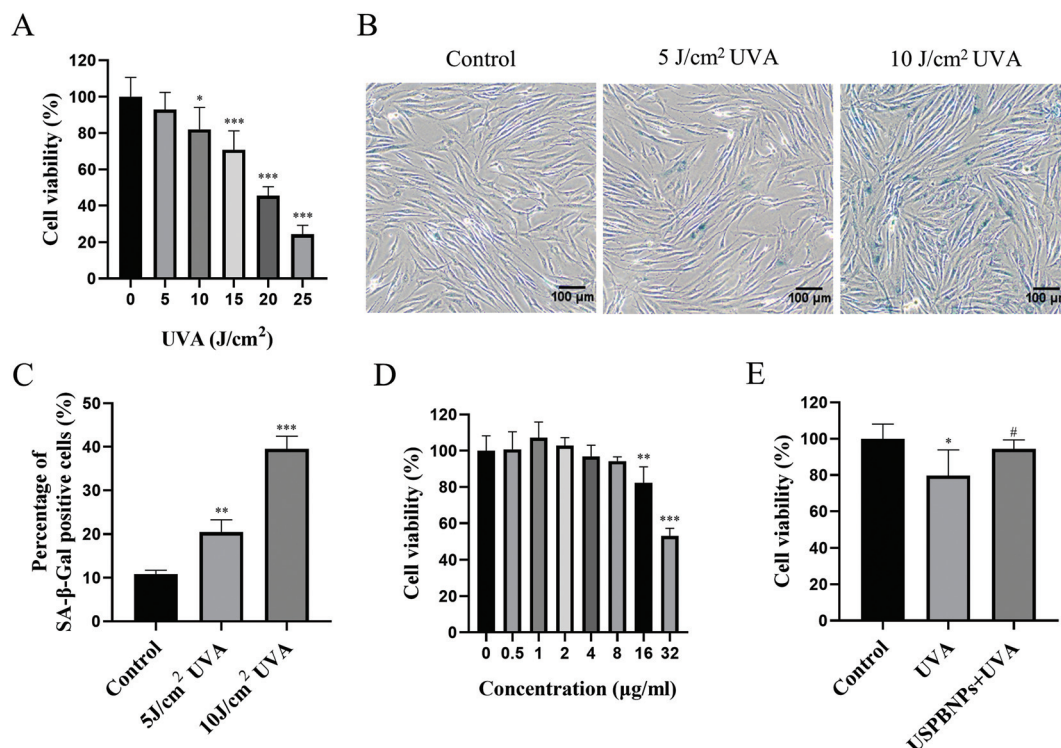 A
Cell viability (%)
120
100
80
60
40
20
0
*
***
***
***
0 5 10 15 20 25
UVA (J/cm²)
B
Control
5 J/cm² UVA
10 J/cm² UVA
100 µm
100 µm
100 µm
C
Percentage of
SA-β-Gal positive cells (%)
50
40
30
20
10
0
**
***
Control
5J/cm² UVA
10J/cm² UVA
D
Cell viability (%)
120
100
80
60
40
20
0
**
***
0 0.5 1 2 4 8 16 32
Concentration (µg/ml)
E
Cell viability (%)
120
100
80
60
40
20
0
*
#
Control
UVA
USPBNPs+UVA